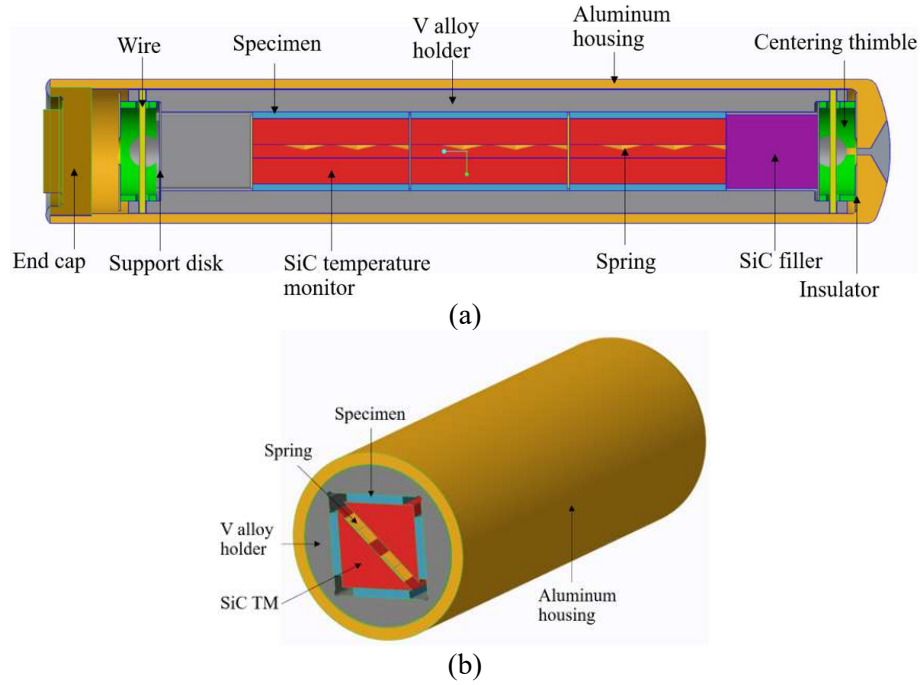 Wire
Specimen
V alloy
holder
Aluminum
housing
Centering thimble
End cap
Support disk
SiC temperature
monitor
Spring
SiC filler
Insulator
(a)
Specimen
Spring
V alloy
holder
SiC TM
Aluminum
housing
(b)